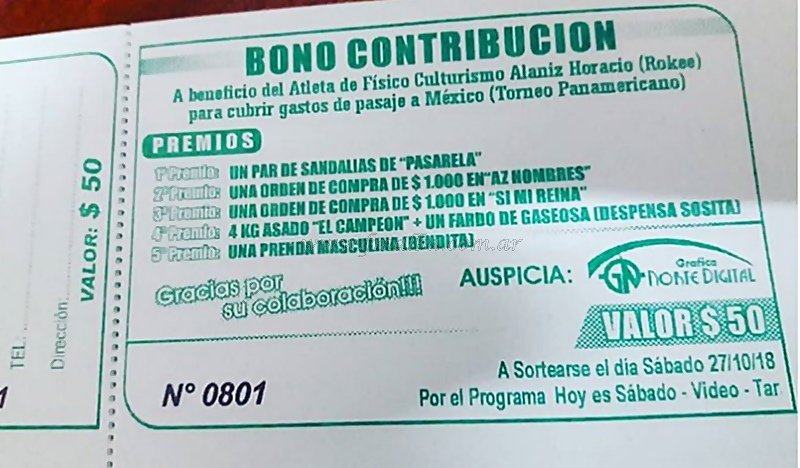 BONO CONTRIBUCION
A beneficio del Atleta de Físico Culturismo Alaniz Horacio (Rokee)
para cubrir gastos de pasaje a México (Torneo Panamericano)
PREMIOS
1º Premio: UN PAR DE SANDALIAS DE "PASARELA"
2º Premio: UNA ORDEN DE COMPRA DE $ 1.000 EN "AZ HOMBRES"
3º Premio: UNA ORDEN DE COMPRA DE $ 1.000 EN "SI MI REINA"
4º Premio: 4 KG ASADO "EL CAMPEON" + UN FARDO DE GASEOSA (DESPENSA SOSITA)
5º Premio: UNA PRENDA MASCULINA (BENDITA)
.com.ar
Gracias por
su colaboración!!!
AUSPICIA:
Grafica
GN NORTE DIGITAL
VALOR $ 50
A Sortearse el día Sábado 27/10/18
Por el Programa Hoy es Sábado - Video - Tar
Nº 0801
VALOR: $ 50
Dirección:
TEL:
1